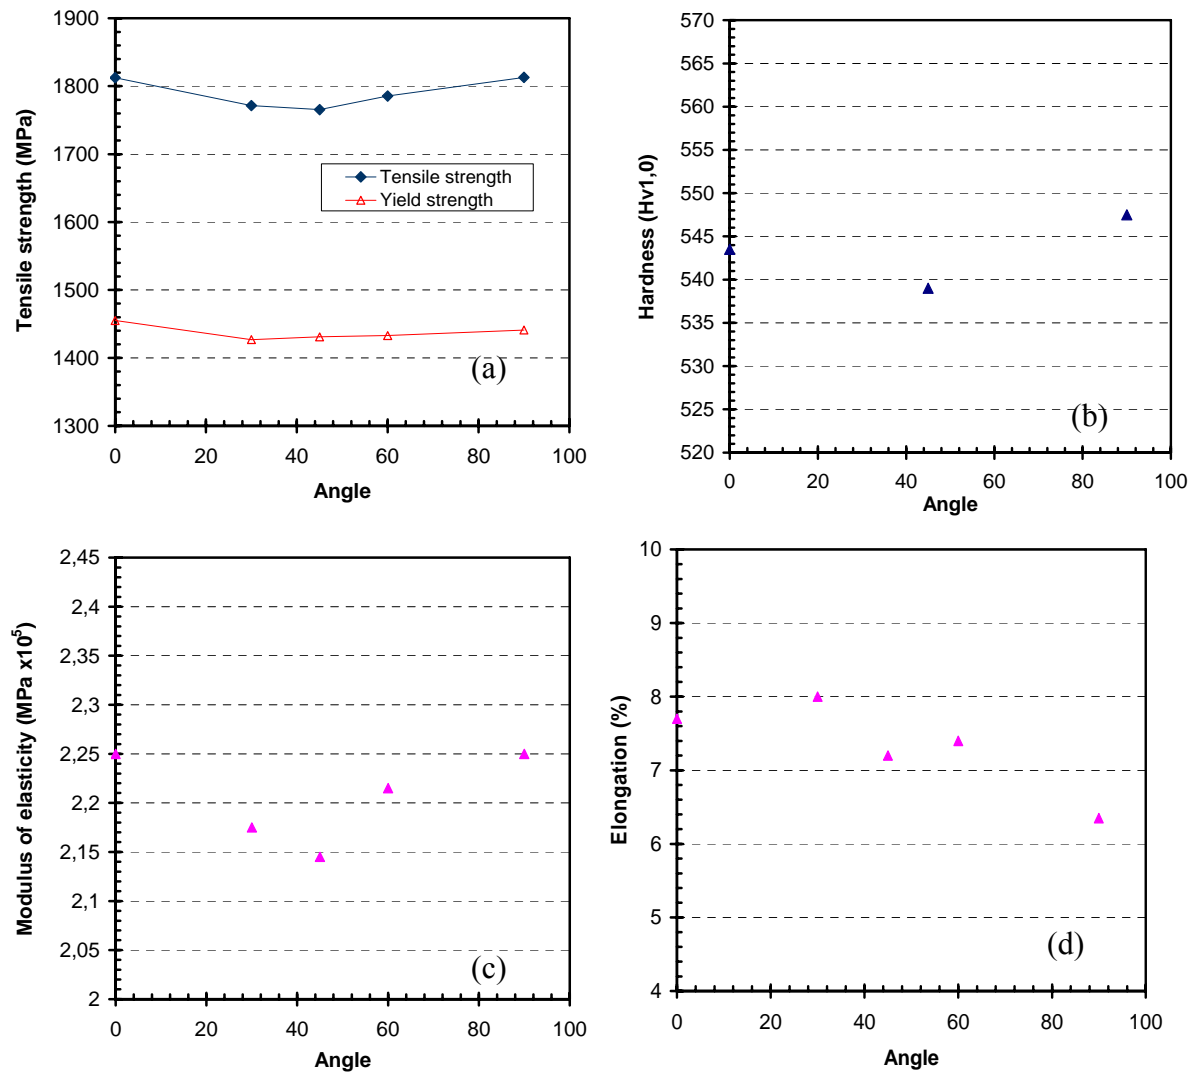 1900
1800
1700
1600
1500
1400
1300
Tensile strength (MPa)
Tensile strength
Yield strength
(a)
0 20 40 60 80 100
Angle
570
565
560
555
550
545
540
535
530
525
520
Hardness (Hv1,0)
(b)
0 20 40 60 80 100
Angle
2,45
2,4
2,35
2,3
2,25
2,2
2,15
2,1
2,05
2
Modulus of elasticity (MPa x10⁵)
(c)
0 20 40 60 80 100
Angle
10
9
8
7
6
5
4
Elongation (%)
(d)
0 20 40 60 80 100
Angle